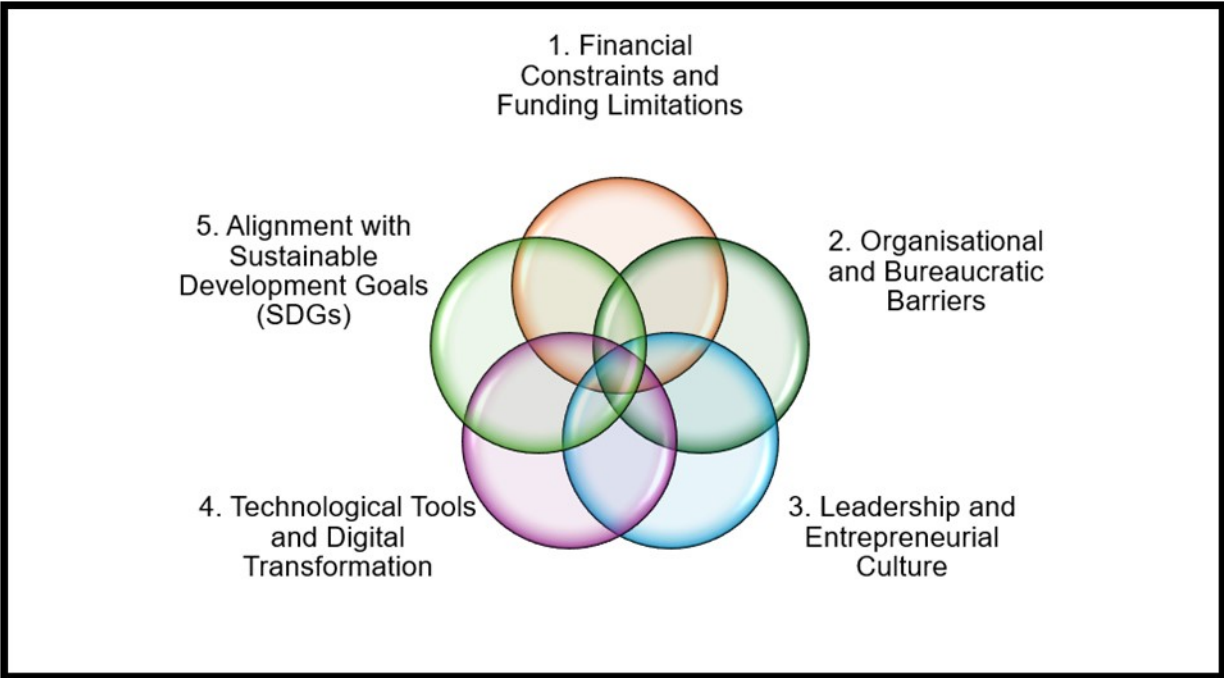 1. Financial
Constraints and
Funding Limitations
2. Organisational
and Bureaucratic
Barriers
3. Leadership and
Entrepreneurial
Culture
4. Technological Tools
and Digital
Transformation
5. Alignment with
Sustainable
Development Goals
(SDGs)